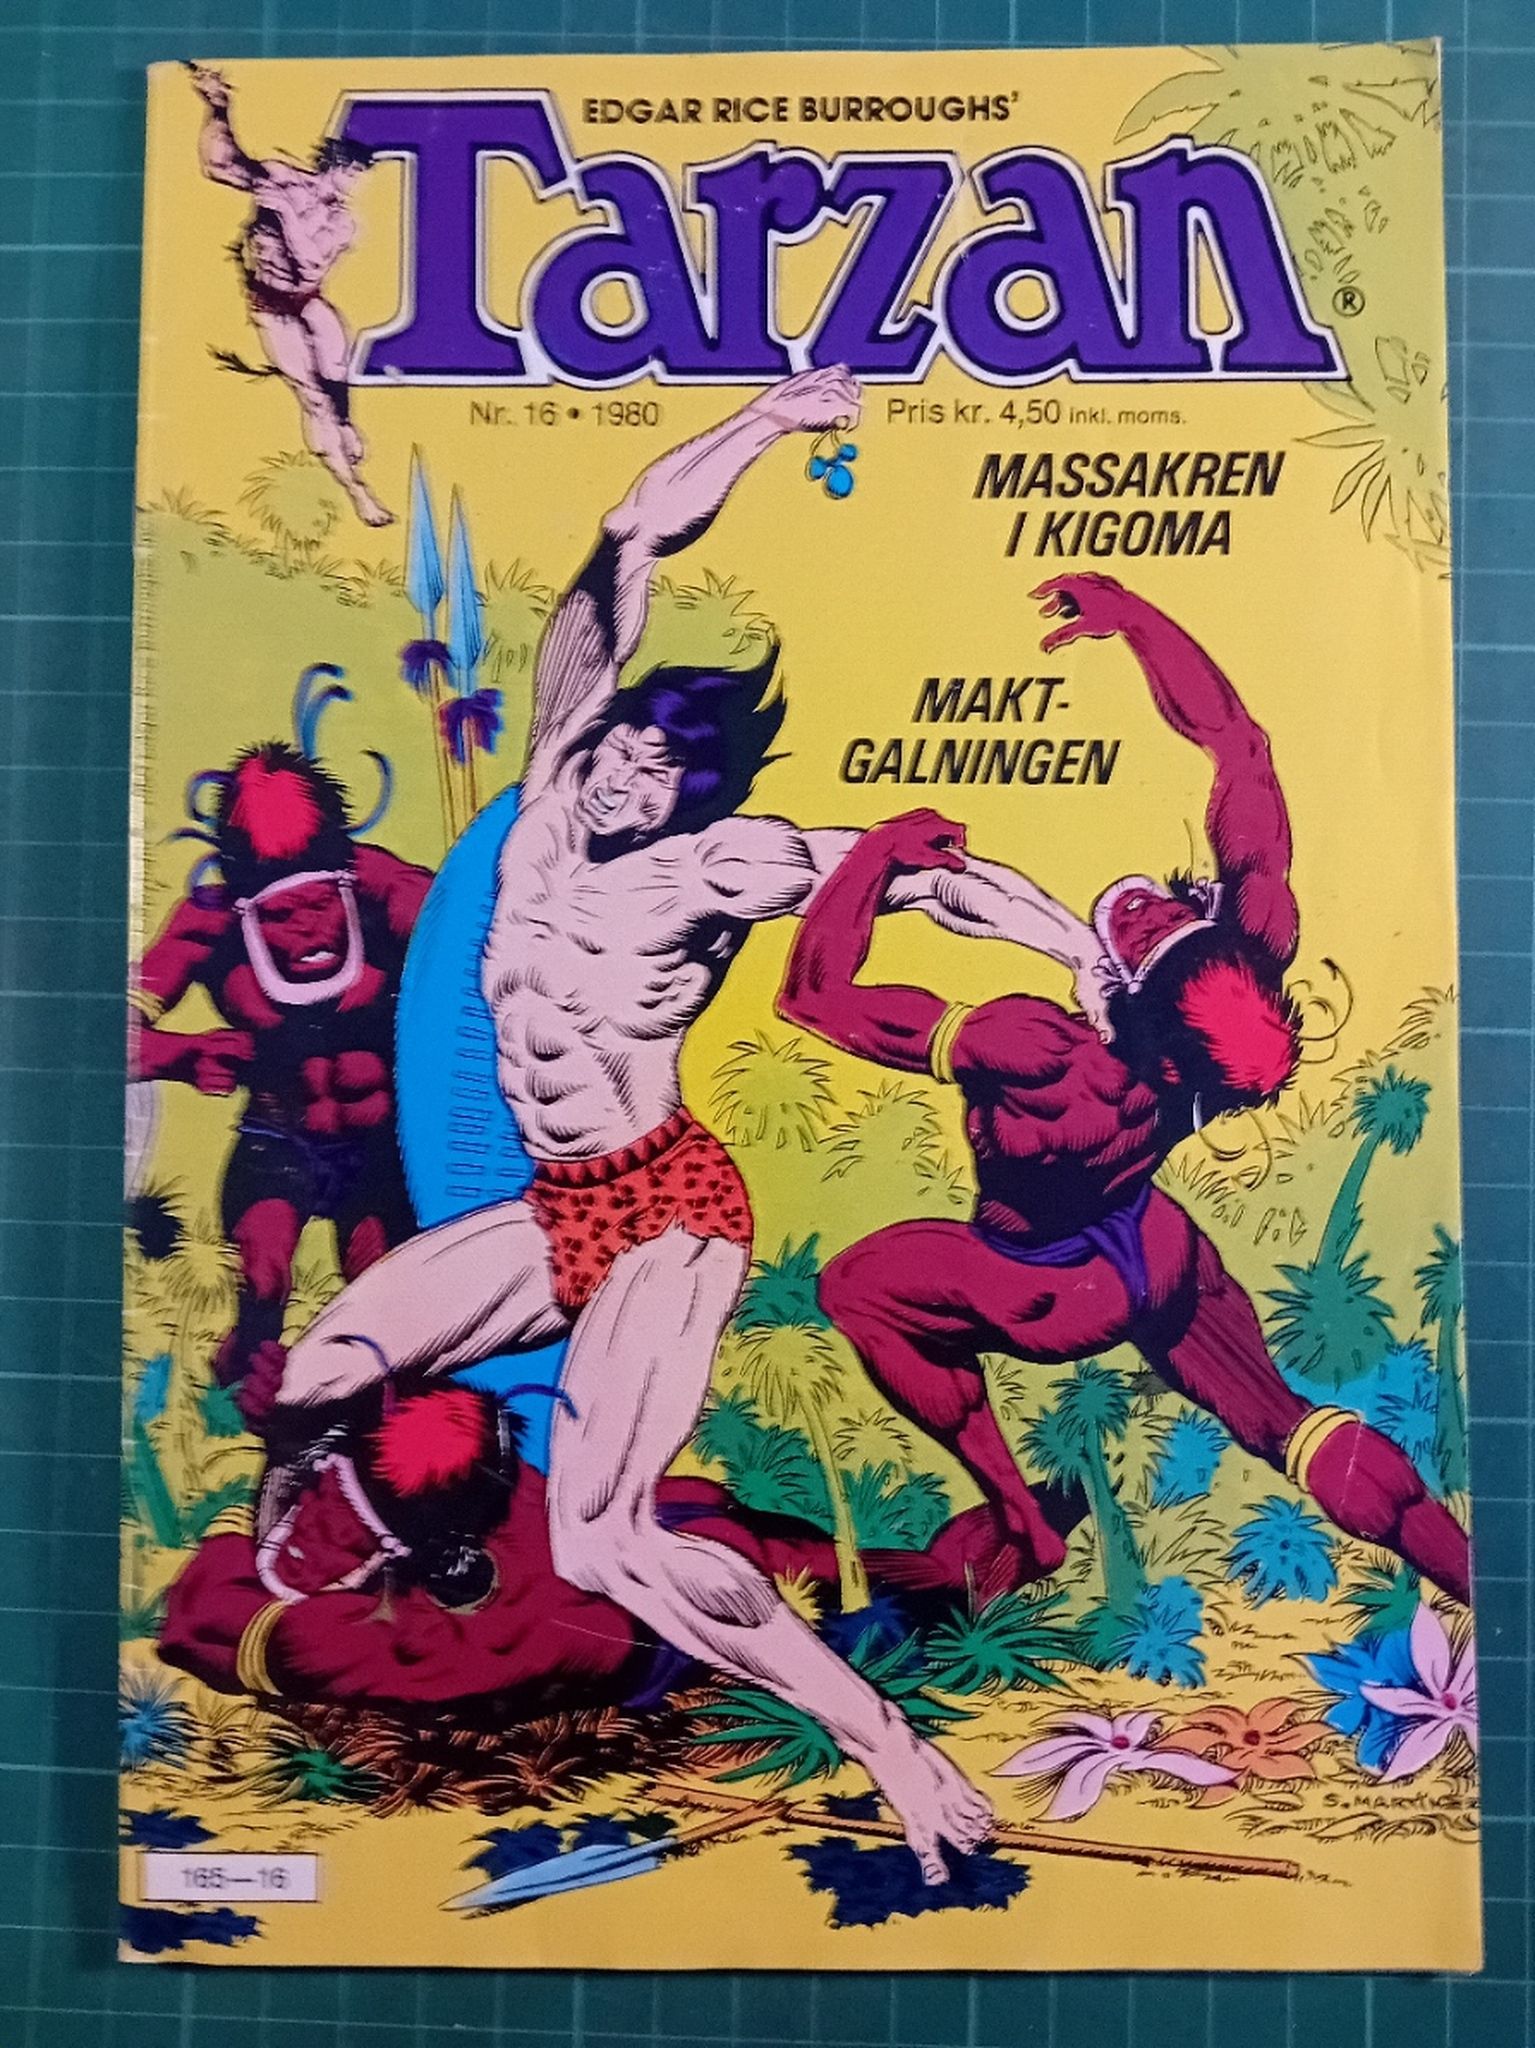 EDGAR RICE BURROUGHS'
Tarzan®
Nr. 16 • 1980
Pris kr. 4,50 inkl. moms.
MASSAKREN
I KIGOMA
MAKT-
GALNINGEN
S. MARTINEZ
165–16